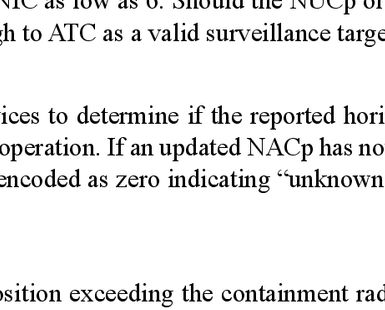 NIC as low as 6. Should the NUCp or
gh to ATC as a valid surveillance targe
ices to determine if the reported hori
operation. If an updated NACp has no
encoded as zero indicating “unknown
osition exceeding the containment rad